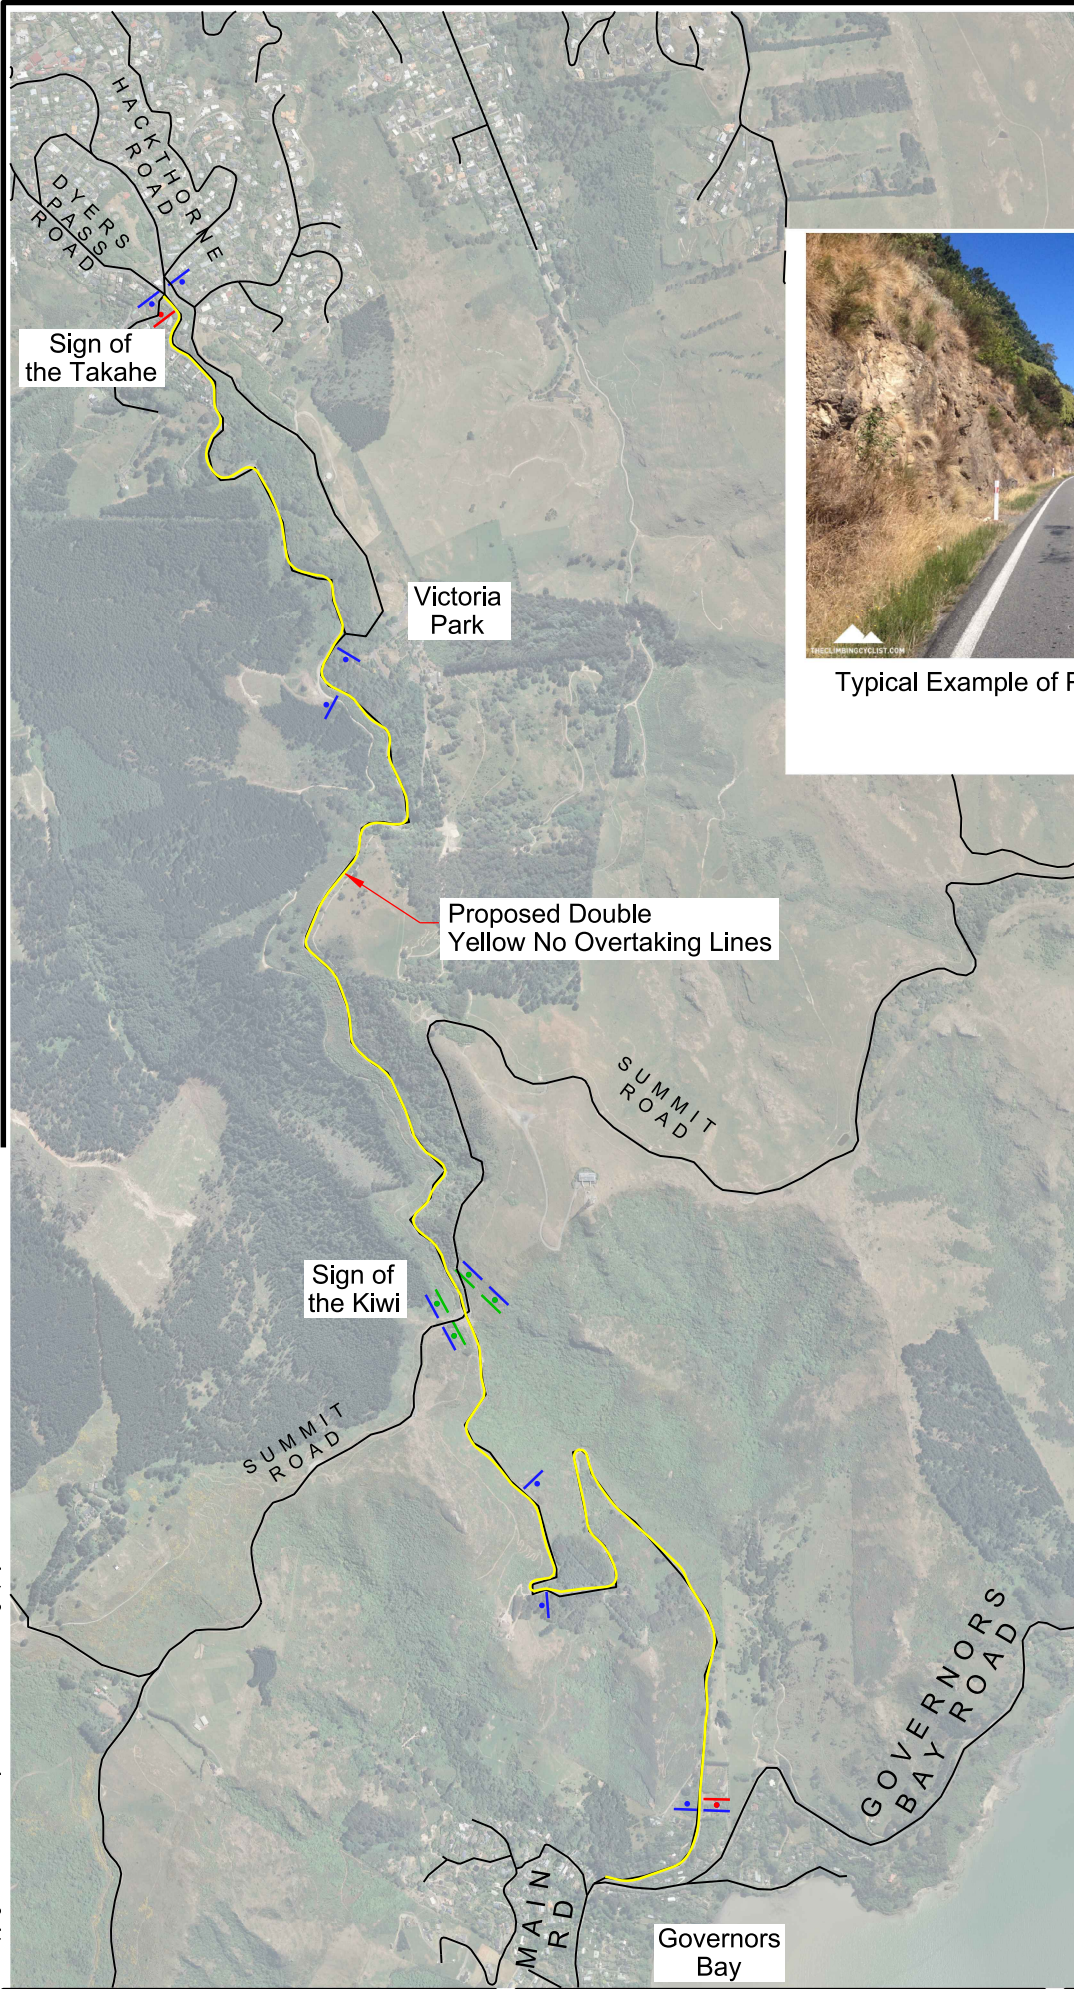 HACKTHORNE
ROAD
DYERS
PASS
ROAD
Sign of
the Takahe
Victoria
Park
THECLIMBINGCYCLIST.COM
Typical Example of
Proposed Double
Yellow No Overtaking Lines
SUMMIT
ROAD
Sign of
the Kiwi
SUMMIT
ROAD
GOVERNORS
BAY ROAD
MAIN
RD
Governors
Bay